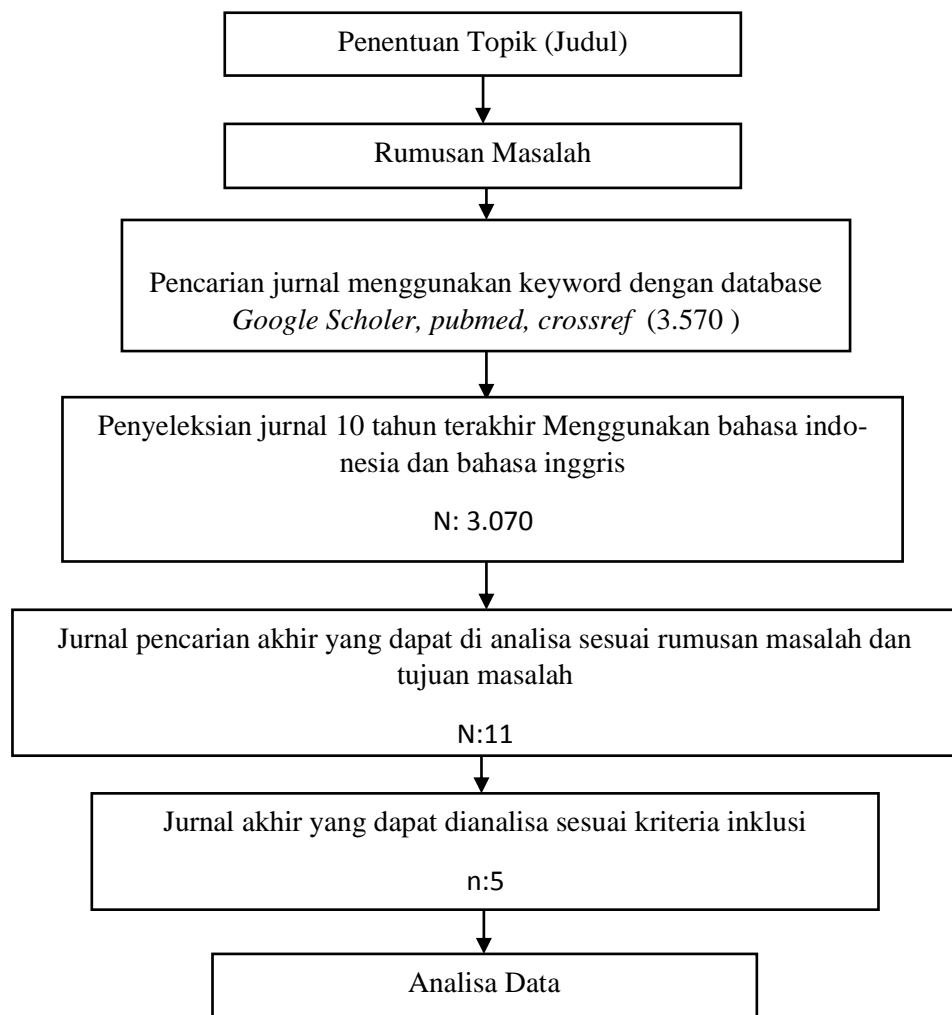 Penentuan Topik (Judul)
Rumusan Masalah
Pencarian jurnal menggunakan keyword dengan database
Google Scholer, pubmed, crossref (3.570 )
Penyeleksian jurnal 10 tahun terakhir Menggunakan bahasa indo-
nesia dan bahasa inggris
N: 3.070
Jurnal pencarian akhir yang dapat di analisa sesuai rumusan masalah dan
tujuan masalah
N:11
Jurnal akhir yang dapat dianalisa sesuai kriteria inklusi
n:5
Analisa Data